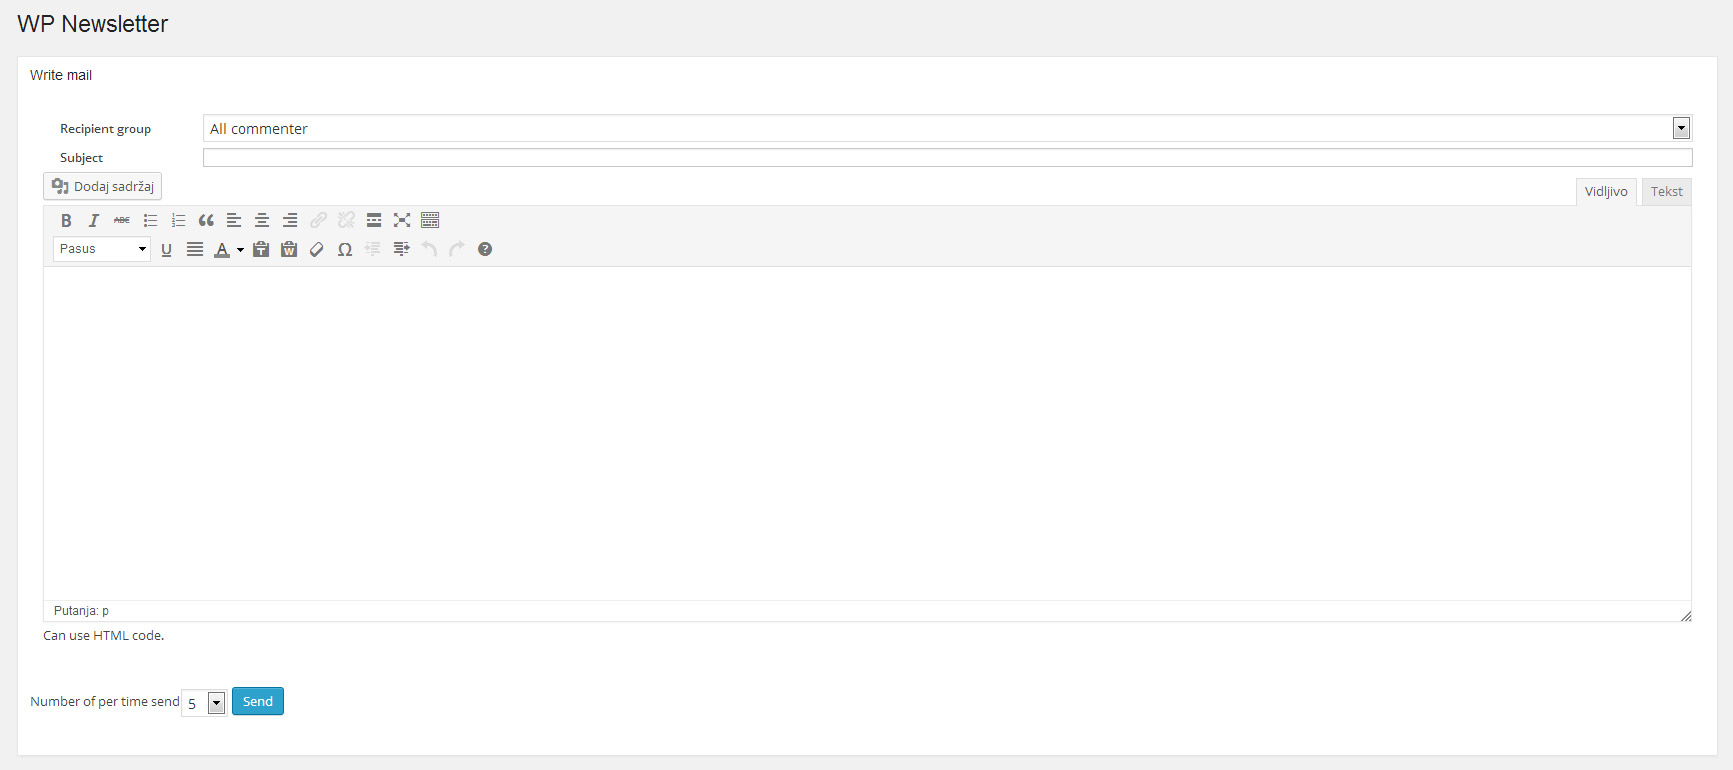 WP Newsletter
Write mail
Recipient group All commenter
Subject
Dodaj sadržaj Vidljivo Tekst
B I ABC
Pasus U A T W Ω ?
Putanja: p
Can use HTML code.
Number of per time send 5 Send